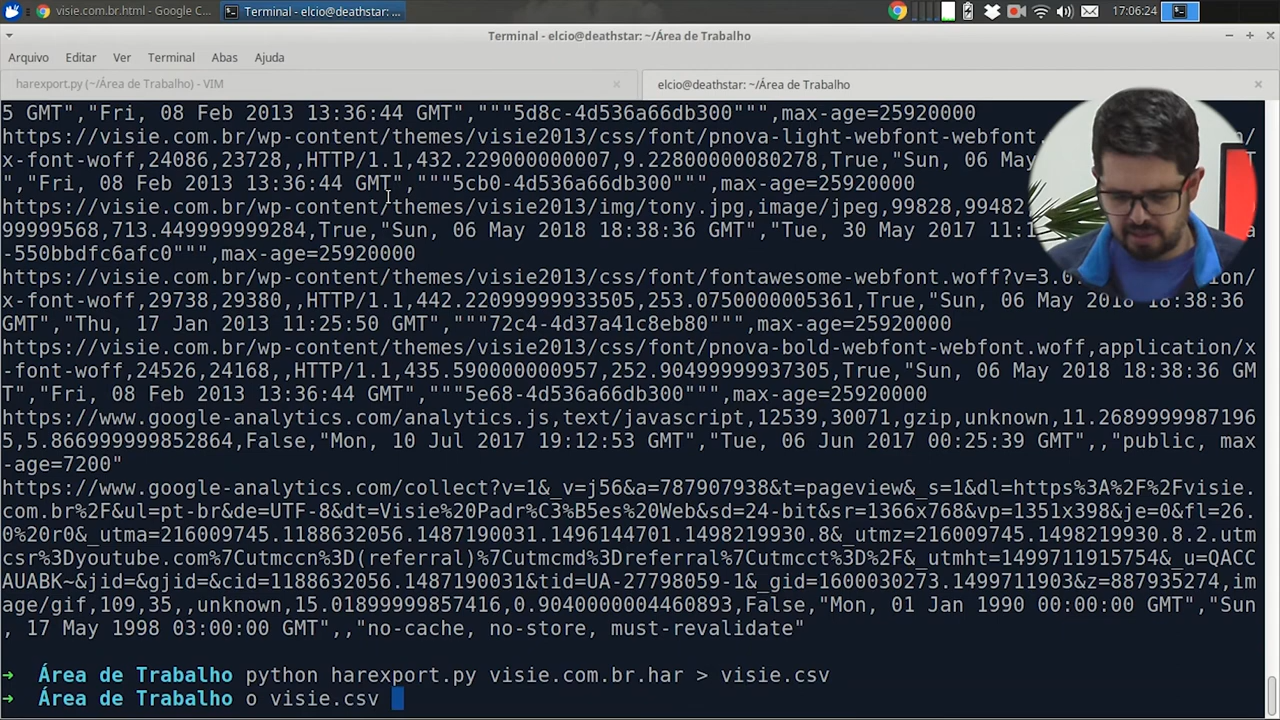 visie.com.br.html - Google C...
Terminal - elcio@deathstar: ...
17:06:24
Terminal - elcio@deathstar: ~/Área de Trabalho
Arquivo Editar Ver Terminal Abas Ajuda
harexport.py (~/Área de Trabalho) - VIM
elcio@deathstar: ~/Área de Trabalho
5 GMT","Fri, 08 Feb 2013 13:36:44 GMT","""5d8c-4d536a66db300""",max-age=25920000
https://visie.com.br/wp-content/themes/visie2013/css/font/pnova-light-webfont-webfont.
x-font-woff,24086,23728,,HTTP/1.1,432.229000000007,9.22800000080278,True,"Sun, 06 May
","Fri, 08 Feb 2013 13:36:44 GMT","""5cb0-4d536a66db300""",max-age=25920000
https://visie.com.br/wp-content/themes/visie2013/img/tony.jpg,image/jpeg,99828,99482
99999568,713.449999999284,True,"Sun, 06 May 2018 18:38:36 GMT","Tue, 30 May 2017 11:1
-550bbdfc6afc0""",max-age=25920000
https://visie.com.br/wp-content/themes/visie2013/css/font/fontawesome-webfont.woff?v=3.0 ion/
x-font-woff,29738,29380,,HTTP/1.1,442.22099999933505,253.0750000005361,True,"Sun, 06 May 2018 18:38:36
GMT","Thu, 17 Jan 2013 11:25:50 GMT","""72c4-4d37a41c8eb80""",max-age=25920000
https://visie.com.br/wp-content/themes/visie2013/css/font/pnova-bold-webfont-webfont.woff,application/x
-font-woff,24526,24168,,HTTP/1.1,435.590000000957,252.90499999937305,True,"Sun, 06 May 2018 18:38:36 GM
T","Fri, 08 Feb 2013 13:36:44 GMT","""5e68-4d536a66db300""",max-age=25920000
https://www.google-analytics.com/analytics.js,text/javascript,12539,30071,gzip,unknown,11.2689999987196
5,5.866999999852864,False,"Mon, 10 Jul 2017 19:12:53 GMT","Tue, 06 Jun 2017 00:25:39 GMT",,"public, max
-age=7200"
https://www.google-analytics.com/collect?v=1&_v=j56&a=787907938&t=pageview&_s=1&dl=https%3A%2F%2Fvisie.
com.br%2F&ul=pt-br&de=UTF-8&dt=Visie%20Padr%C3%B5es%20Web&sd=24-bit&sr=1366x768&vp=1351x398&je=0&fl=26.
0%20r0&_utma=216009745.1188632056.1487190031.1496144701.1498219930.8&_utmz=216009745.1498219930.8.2.utm
csr%3Dyoutube.com%7Cutmccn%3D(referral)%7Cutmcmd%3Dreferral%7Cutmcct%3D%2F&_utmht=1499711915754&_u=QACC
AUABK~&jid=&gjid=&cid=1188632056.1487190031&tid=UA-27798059-1&_gid=1600030273.1499711903&z=887935274,im
age/gif,109,35,,unknown,15.01899999857416,0.9040000004460893,False,"Mon, 01 Jan 1990 00:00:00 GMT","Sun
, 17 May 1998 03:00:00 GMT",,"no-cache, no-store, must-revalidate"
➜ Área de Trabalho python harexport.py visie.com.br.har > visie.csv
➜ Área de Trabalho o visie.csv